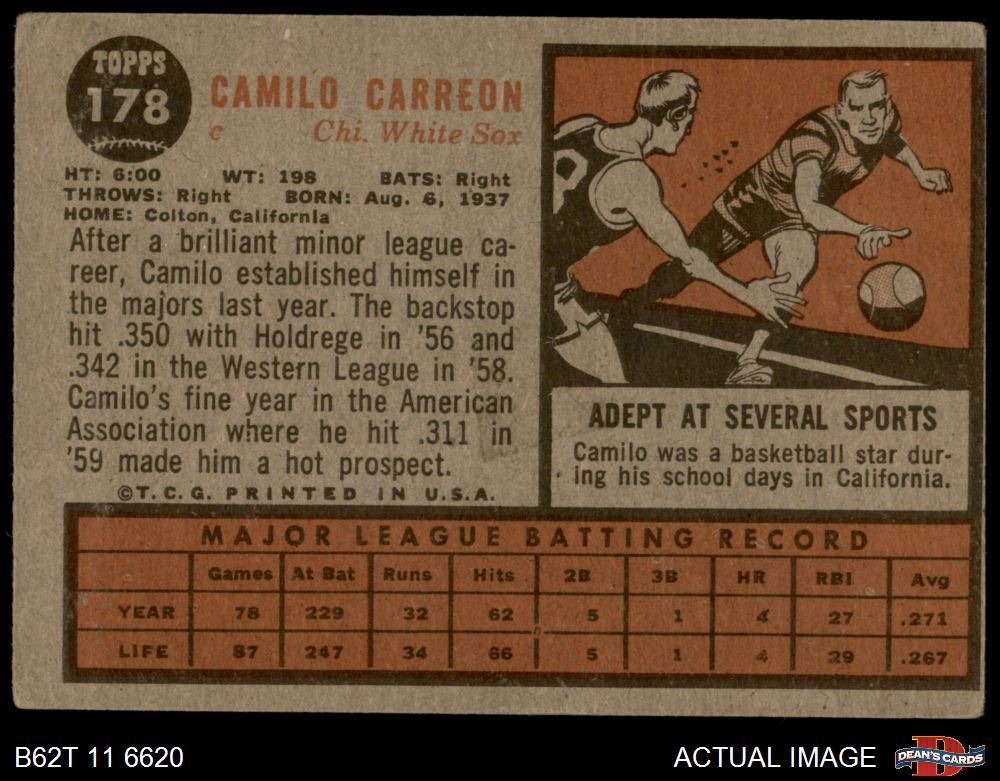 TOPPS
178
CAMILO CARREON
c Chi. White Sox
HT: 6:00 WT: 198 BATS: Right
THROWS: Right BORN: Aug. 6, 1937
HOME: Colton, California
After a brilliant minor league ca-
reer, Camilo established himself in
the majors last year. The backstop
hit .350 with Holdrege in '56 and
.342 in the Western League in '58.
Camilo's fine year in the American
Association where he hit .311 in
'59 made him a hot prospect.
©T.C.G. PRINTED IN U.S.A.
ADEPT AT SEVERAL SPORTS
Camilo was a basketball star dur-
ing his school days in California.
MAJOR LEAGUE BATTING RECORD
Games At Bat Runs Hits 2B 3B HR RBI Avg
YEAR 78 229 32 62 5 1 4 27 .271
LIFE 87 247 34 66 5 1 4 29 .267
B62T 11 6620
ACTUAL IMAGE
D
DEAN'S CARDS